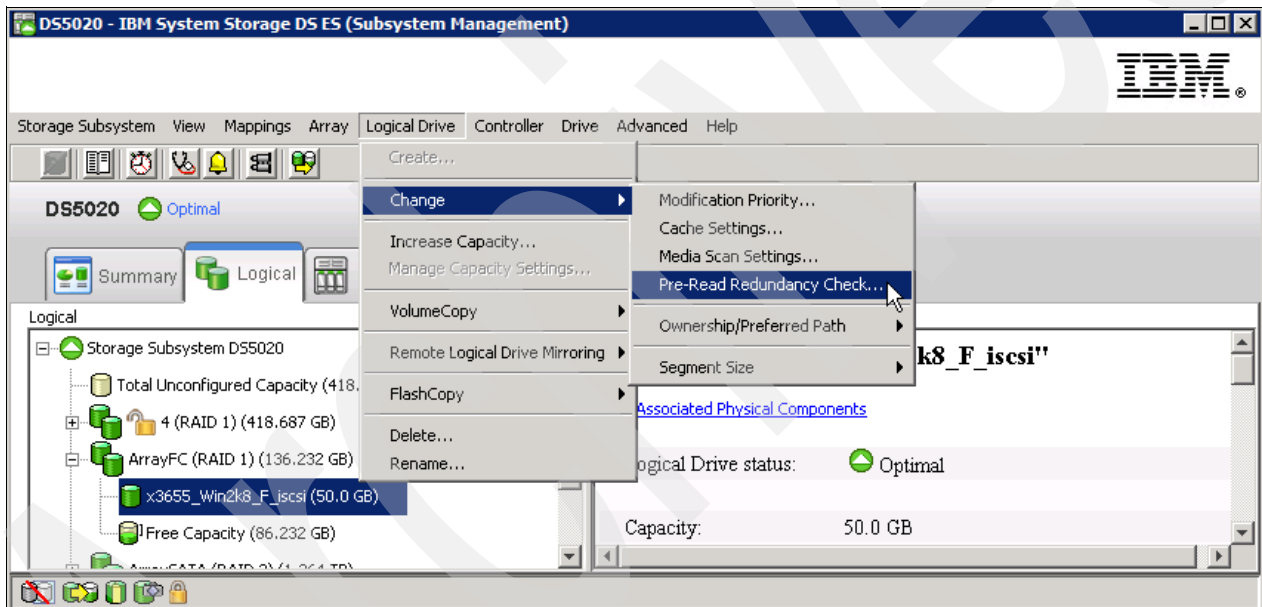 DS5020 - IBM System Storage DS ES (Subsystem Management)
IBM®
Storage Subsystem View Mappings Array Logical Drive Controller Drive Advanced Help
Create...
Change
Modification Priority...
Cache Settings...
Media Scan Settings...
Pre-Read Redundancy Check...
Ownership/Preferred Path
Segment Size
Increase Capacity...
Manage Capacity Settings...
VolumeCopy
Remote Logical Drive Mirroring
FlashCopy
Delete...
Rename...
DS5020 Optimal
Summary Logical
Logical
Storage Subsystem DS5020
Total Unconfigured Capacity (418.
4 (RAID 1) (418.687 GB)
ArrayFC (RAID 1) (136.232 GB)
x3655_Win2k8_F_iscsi (50.0 GB)
Free Capacity (86.232 GB)
k8_F_iscsi"
Associated Physical Components
ogical Drive status: Optimal
Capacity: 50.0 GB